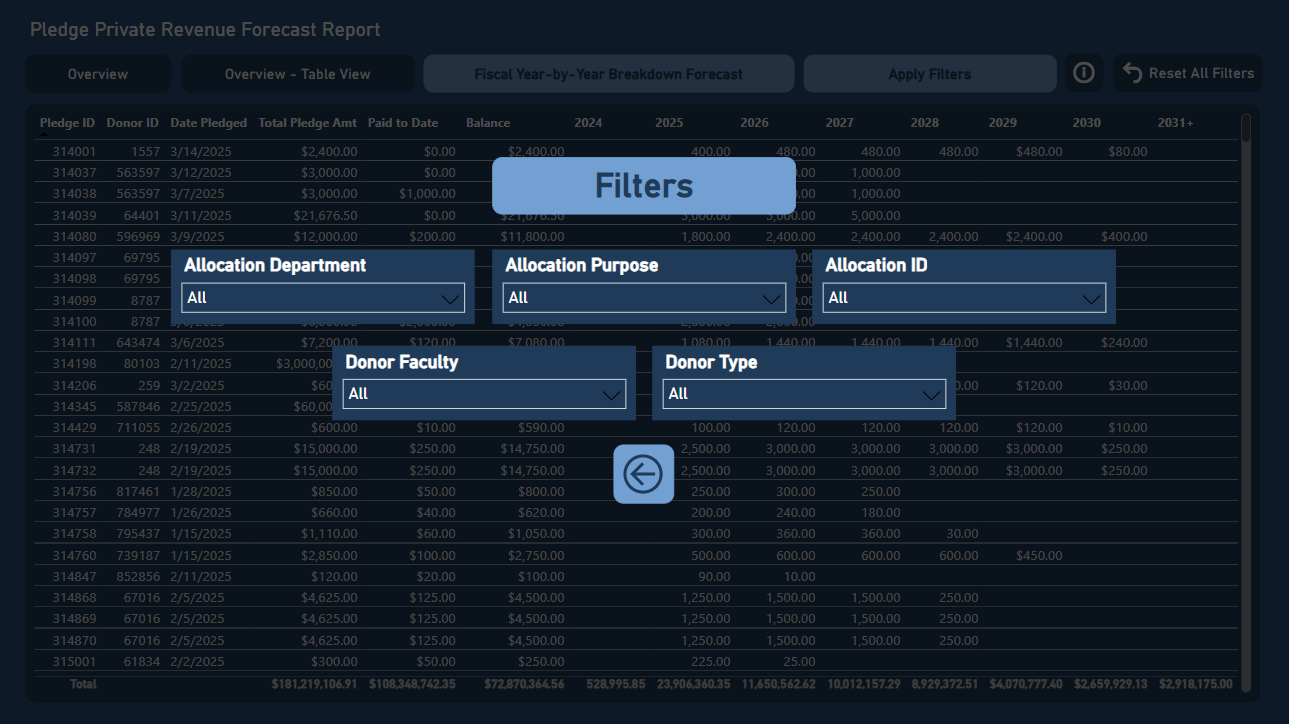 Pledge Private Revenue Forecast Report
Overview
Overview - Table View
Fiscal Year-by-Year Breakdown Forecast
Apply Filters
Reset All Filters
Pledge ID Donor ID Date Pledged Total Pledge Amt Paid to Date Balance 2024 2025 2026 2027 2028 2029 2030 2031+
314001 1557 3/14/2025 $2,400.00 $0.00 $2,400.00 400.00 480.00 480.00 480.00 $480.00 $80.00
314037 563597 3/12/2025 $3,000.00 $0.00 1,000.00
Filters
314038 563597 3/7/2025 $3,000.00 $1,000.00 1,000.00
314039 64401 3/11/2025 $21,676.50 $0.00 $21,676.50 5,000.00 5,000.00 5,000.00
314080 596969 3/9/2025 $12,000.00 $200.00 $11,800.00 1,800.00 2,400.00 2,400.00 2,400.00 $2,400.00 $400.00
314097 69795
Allocation Department Allocation Purpose Allocation ID
314098 69795
314099 8787
All All All
314100 8787
314111 643474 3/6/2025 $7,200.00 $120.00 $7,080.00 1,080.00 1,440.00 1,440.00 1,440.00 $1,440.00 $240.00
314198 80103 2/11/2025
Donor Faculty Donor Type
314206 259 3/2/2025 $120.00 $30.00
All All
314345 587846 2/25/2025
314429 711055 2/26/2025 $600.00 $10.00 $590.00 100.00 120.00 120.00 120.00 $120.00 $10.00
314731 248 2/19/2025 $15,000.00 $250.00 $14,750.00 2,500.00 3,000.00 3,000.00 3,000.00 $3,000.00 $250.00
314732 248 2/19/2025 $15,000.00 $250.00 $14,750.00 2,500.00 3,000.00 3,000.00 3,000.00 $3,000.00 $250.00
314756 817461 1/28/2025 $850.00 $50.00 $800.00 250.00 300.00 250.00
314757 784977 1/26/2025 $660.00 $40.00 $620.00 200.00 240.00 180.00
314758 795437 1/15/2025 $1,110.00 $60.00 $1,050.00 300.00 360.00 360.00 30.00
314760 739187 1/15/2025 $2,850.00 $100.00 $2,750.00 500.00 600.00 600.00 600.00 $450.00
314847 852856 2/11/2025 $120.00 $20.00 $100.00 90.00 10.00
314868 67016 2/5/2025 $4,625.00 $125.00 $4,500.00 1,250.00 1,500.00 1,500.00 250.00
314869 67016 2/5/2025 $4,625.00 $125.00 $4,500.00 1,250.00 1,500.00 1,500.00 250.00
314870 67016 2/5/2025 $4,625.00 $125.00 $4,500.00 1,250.00 1,500.00 1,500.00 250.00
315001 61834 2/2/2025 $300.00 $50.00 $250.00 225.00 25.00
Total $181,219,106.91 $108,348,742.35 $72,870,364.56 528,995.85 23,906,360.35 11,650,562.62 10,012,157.29 8,929,372.51 $4,070,777.40 $2,659,929.13 $2,918,175.00